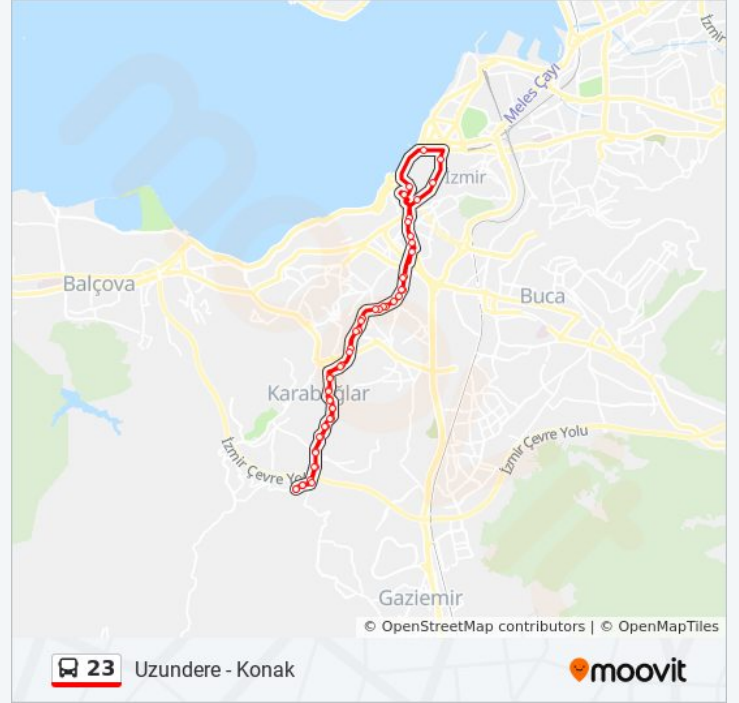 İzmir
Meles Çayı
İzmir
Balçova
Buca
Karabağlar
İzmir Çevre Yolu
İzmir Çevre Yolu
Gaziemir
© OpenStreetMap contributors | © OpenMapTiles
23 Uzundere - Konak moovit